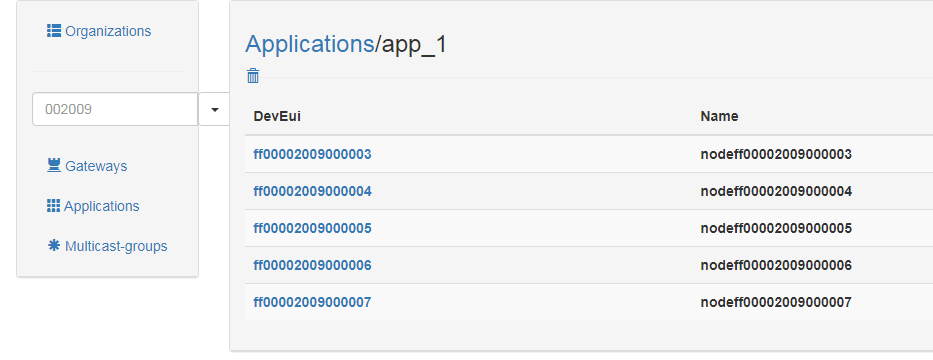 Organizations
002009
Gateways
Applications
Multicast-groups
Applications/app_1
DevEui Name
ff00002009000003 nodeff00002009000003
ff00002009000004 nodeff00002009000004
ff00002009000005 nodeff00002009000005
ff00002009000006 nodeff00002009000006
ff00002009000007 nodeff00002009000007